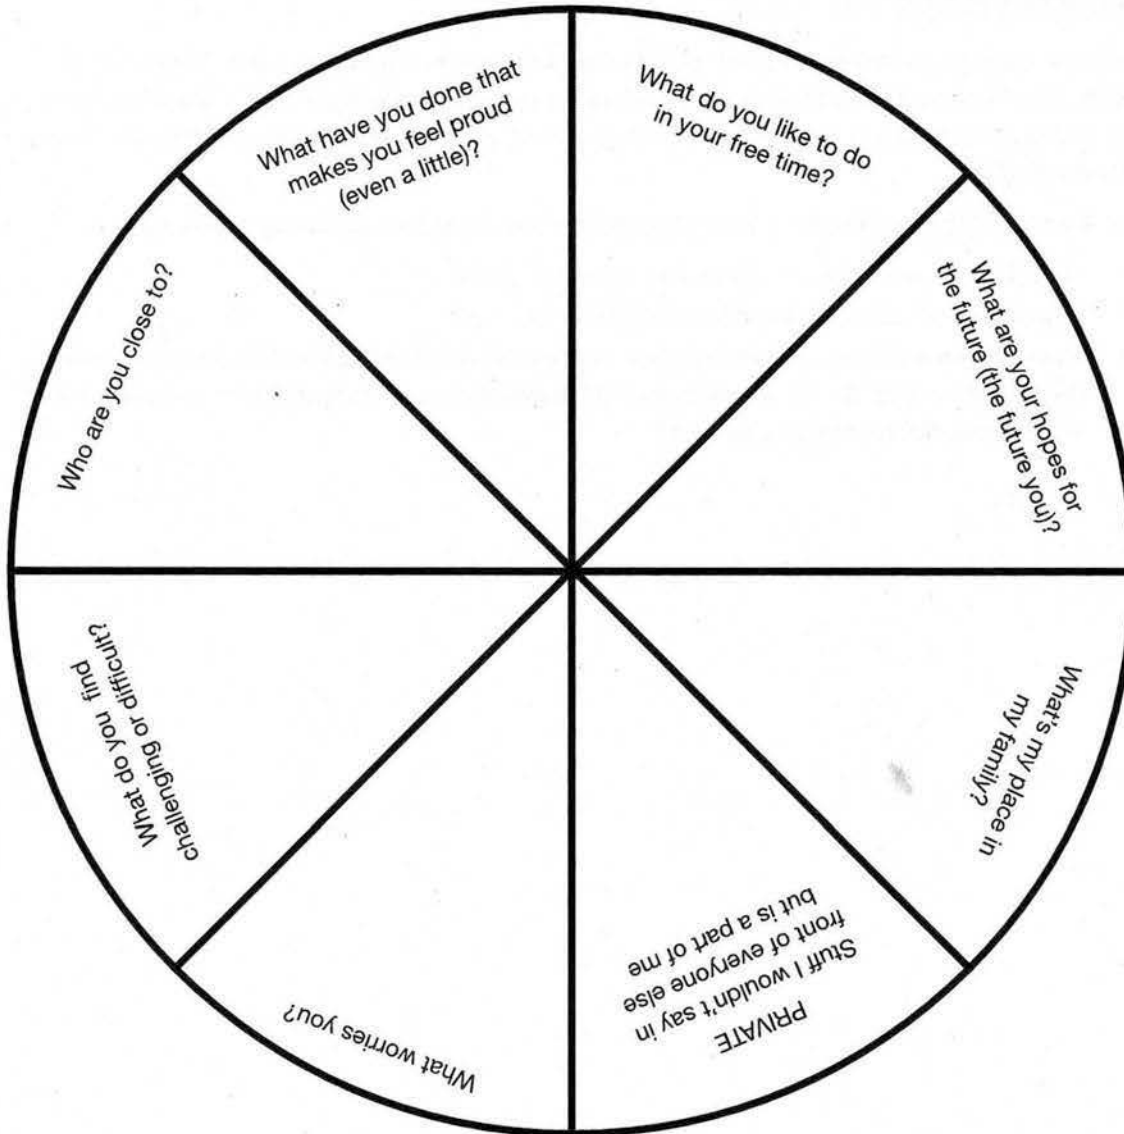 What do you like to do
in your free time?
What are your hopes for
the future (the future you)?
What's my place in
my family?
PRIVATE
Stuff I wouldn't say in
front of everyone else
but is a part of me
What worries you?
What do you find
challenging or difficult?
Who are you close to?
What have you done that
makes you feel proud
(even a little)?